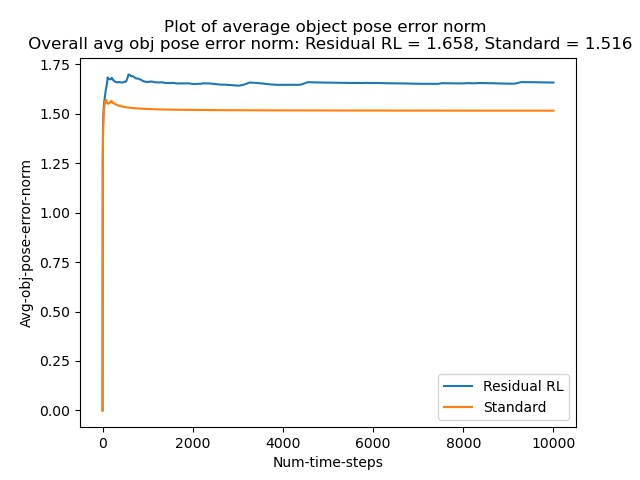 Plot of average object pose error norm
Overall avg obj pose error norm: Residual RL = 1.658, Standard = 1.516
1.75
1.50
1.25
1.00
0.75
0.50
0.25
0.00
Avg-obj-pose-error-norm
Residual RL
Standard
0 2000 4000 6000 8000 10000
Num-time-steps